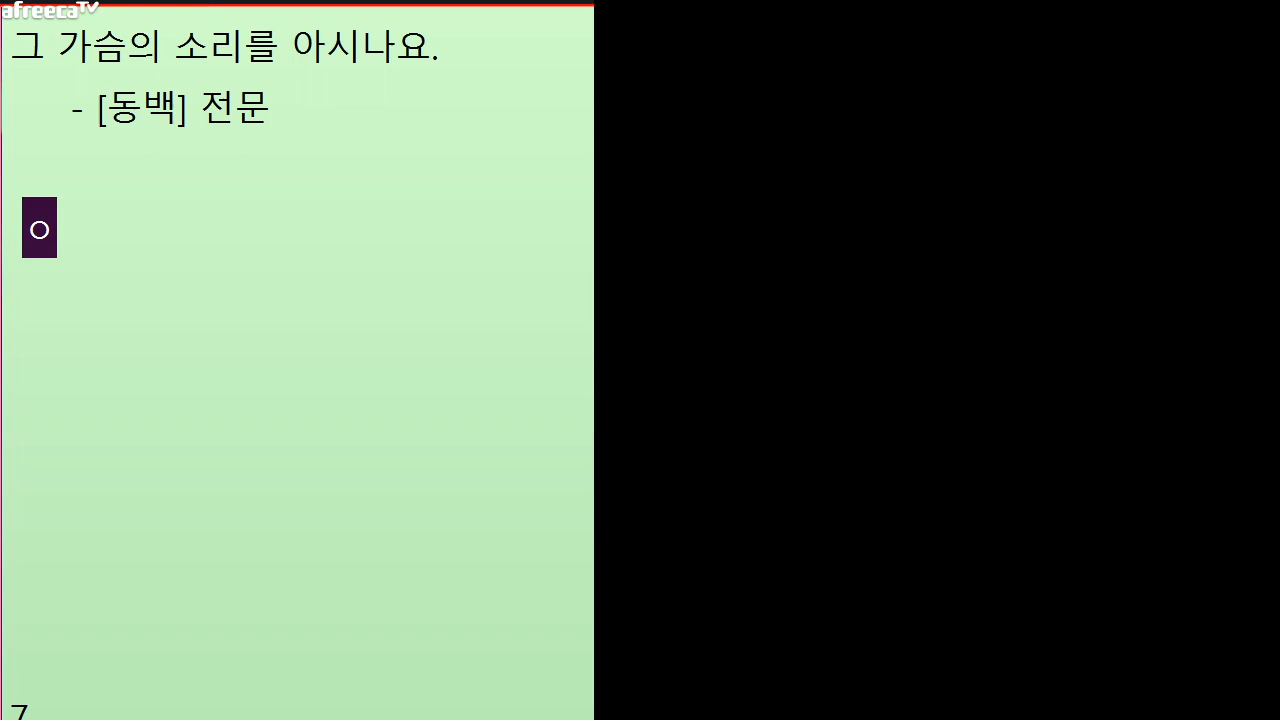 afreecaTV
그 가슴의 소리를 아시나요.
- [동백] 전문
ㅇ